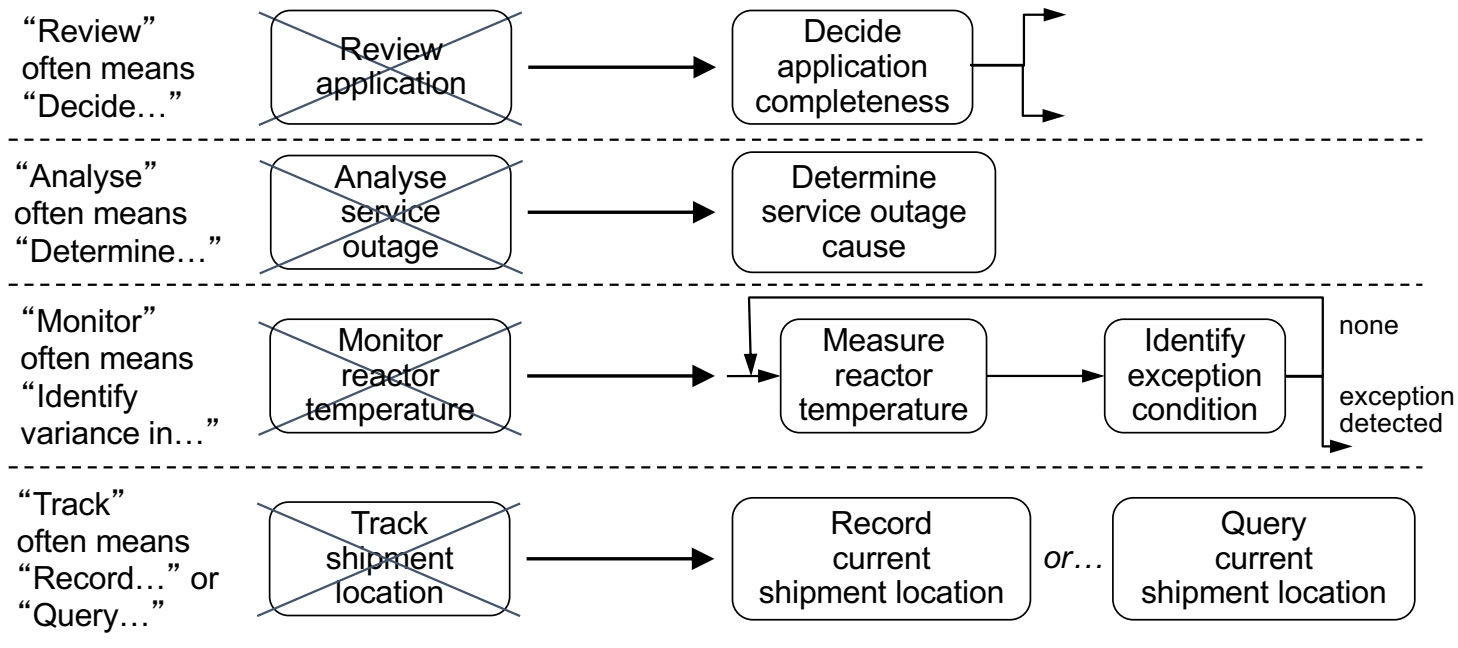 “Review”
often means
“Decide…”
Review
application
Decide
application
completeness
“Analyse”
often means
“Determine…”
Analyse
service
outage
Determine
service outage
cause
“Monitor”
often means
“Identify
variance in…”
Monitor
reactor
temperature
Measure
reactor
temperature
Identify
exception
condition
none
exception
detected
“Track”
often means
“Record…” or
“Query…”
Track
shipment
location
Record
current
shipment location
or…
Query
current
shipment location